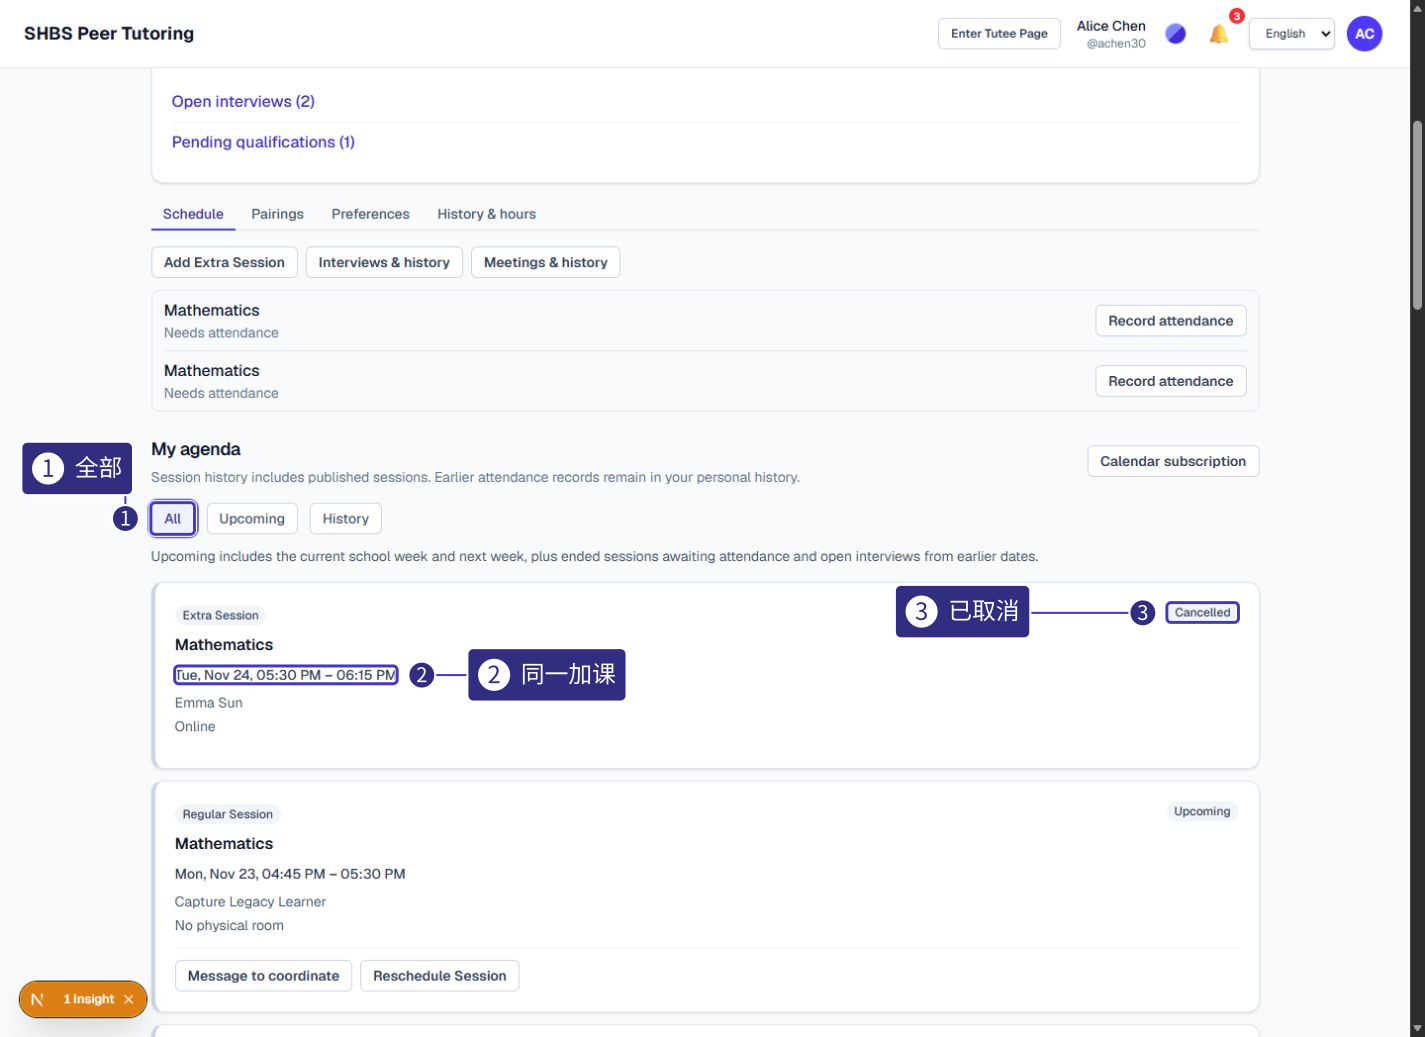 SHBS Peer Tutoring
Enter Tutee Page
Alice Chen
@achen30
3
English
AC
Open interviews (2)
Pending qualifications (1)
Schedule
Pairings
Preferences
History & hours
Add Extra Session
Interviews & history
Meetings & history
Mathematics
Needs attendance
Record attendance
Mathematics
Needs attendance
Record attendance
1 全部
My agenda
Session history includes published sessions. Earlier attendance records remain in your personal history.
Calendar subscription
1
All
Upcoming
History
Upcoming includes the current school week and next week, plus ended sessions awaiting attendance and open interviews from earlier dates.
Extra Session
3 已取消
3
Cancelled
Mathematics
Tue, Nov 24, 05:30 PM – 06:15 PM
2
2 同一加课
Emma Sun
Online
Regular Session
Upcoming
Mathematics
Mon, Nov 23, 04:45 PM – 05:30 PM
Capture Legacy Learner
No physical room
Message to coordinate
Reschedule Session
N 1 Insight ×